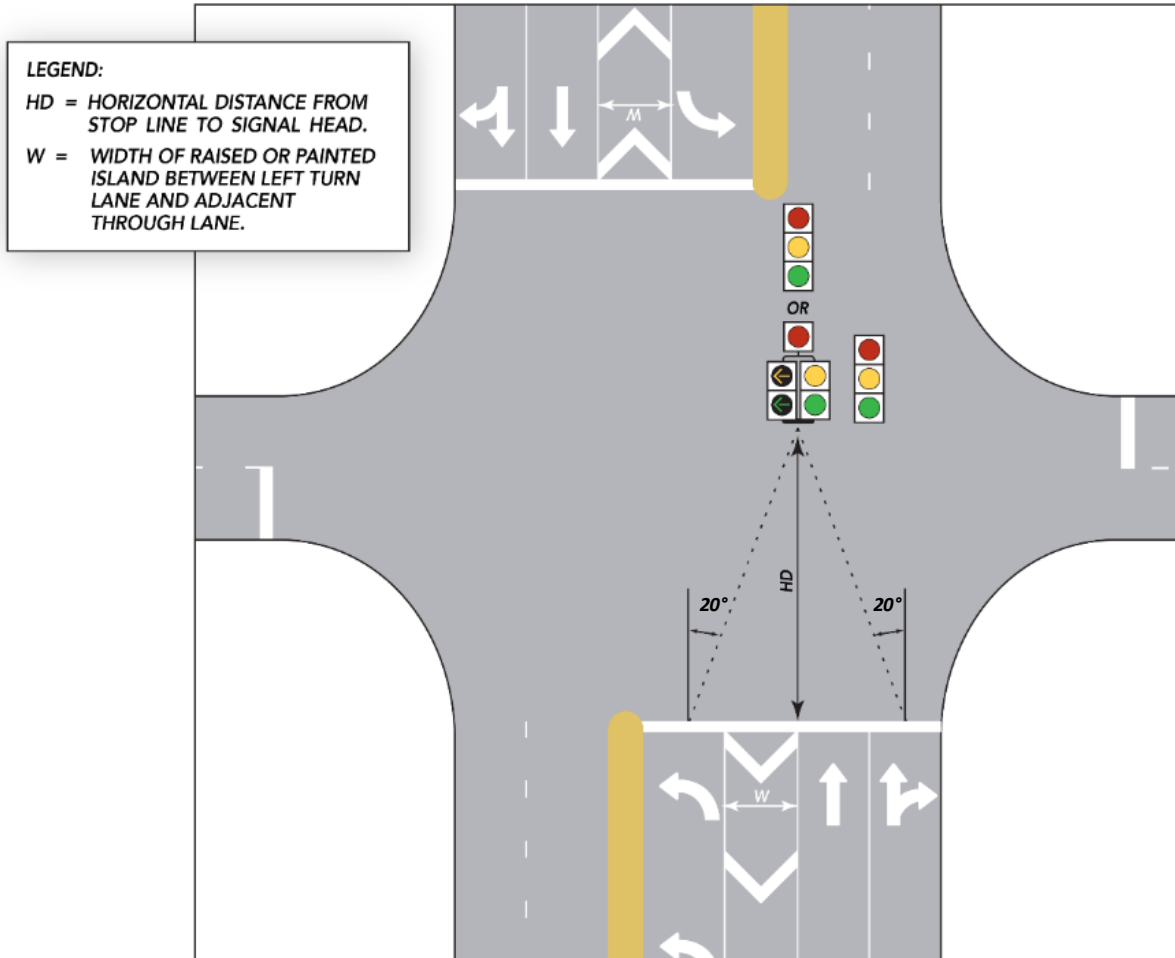 LEGEND:
HD = HORIZONTAL DISTANCE FROM
STOP LINE TO SIGNAL HEAD.
W = WIDTH OF RAISED OR PAINTED
ISLAND BETWEEN LEFT TURN
LANE AND ADJACENT
THROUGH LANE.
W
OR
HD
20°
20°
W